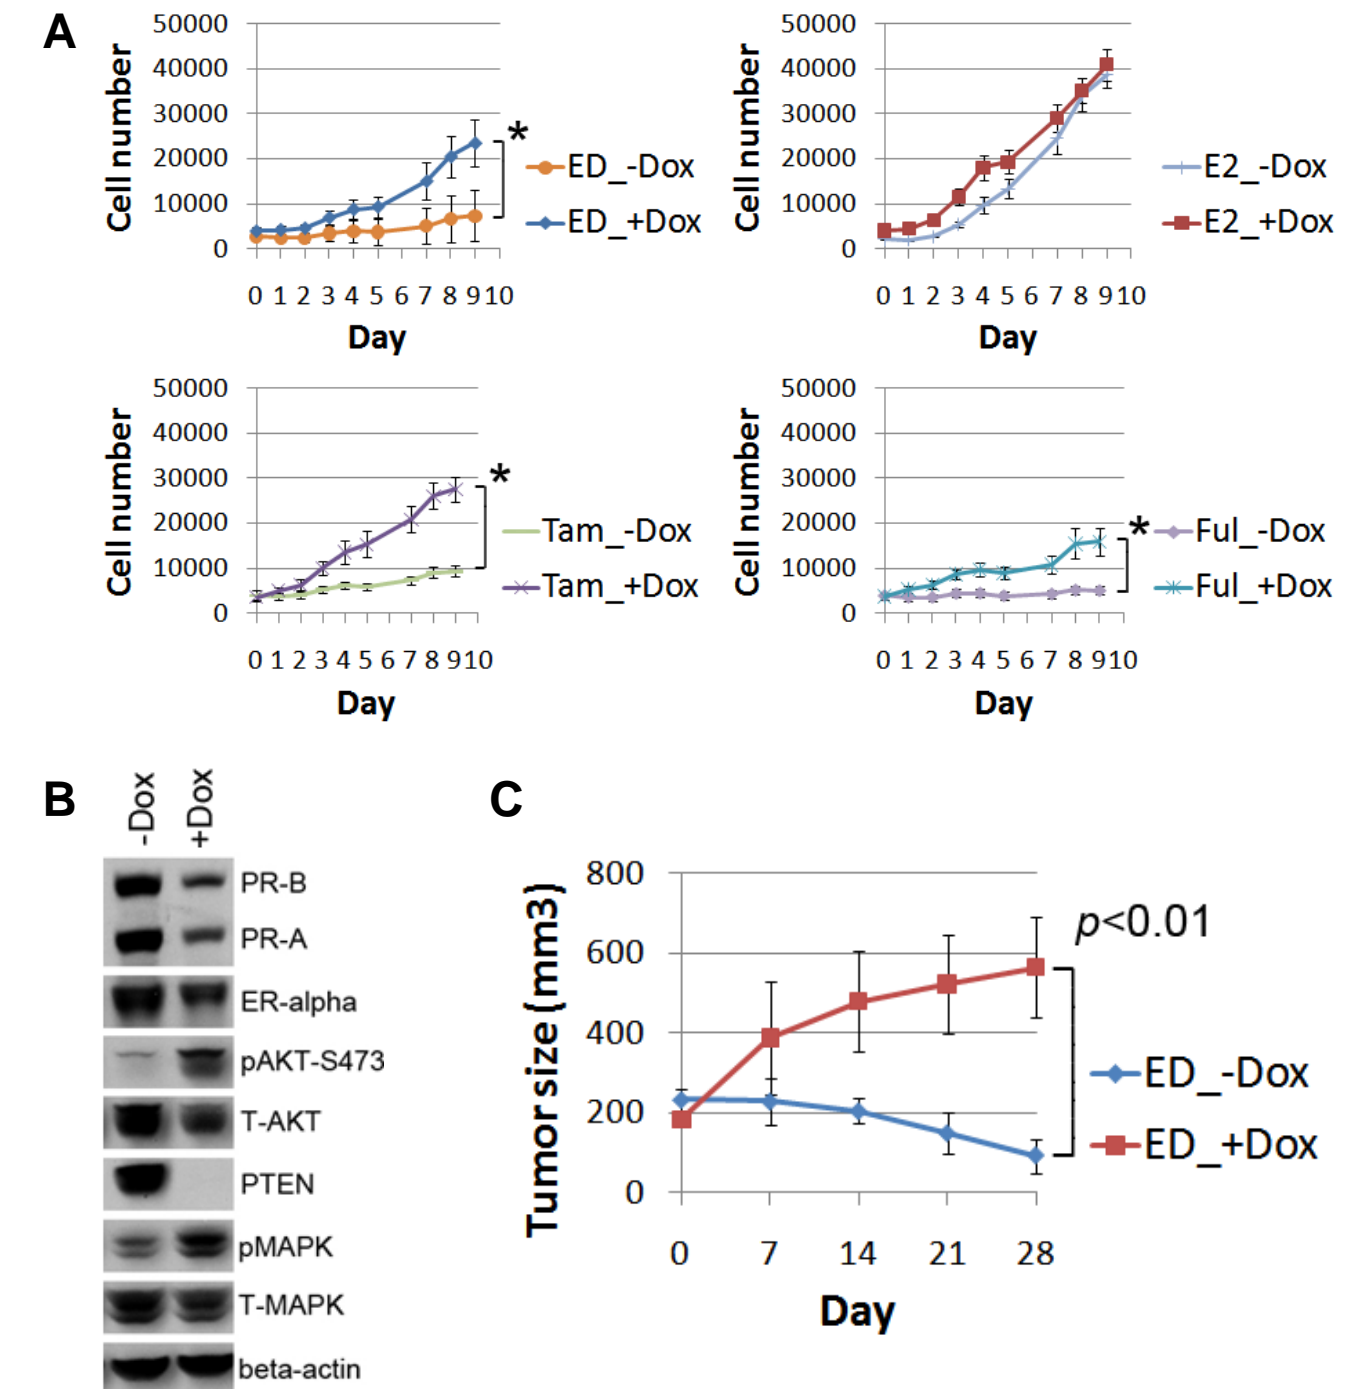 A
50000
40000
30000
20000
10000
0
Cell number
0 1 2 3 4 5 6 7 8 9 10
Day
*
ED_-Dox
ED_+Dox
50000
40000
30000
20000
10000
0
Cell number
0 1 2 3 4 5 6 7 8 9 10
Day
E2_-Dox
E2_+Dox
50000
40000
30000
20000
10000
0
Cell number
0 1 2 3 4 5 6 7 8 9 10
Day
*
Tam_-Dox
Tam_+Dox
50000
40000
30000
20000
10000
0
Cell number
0 1 2 3 4 5 6 7 8 9 10
Day
*
Ful_-Dox
Ful_+Dox
B
-Dox
+Dox
PR-B
PR-A
ER-alpha
pAKT-S473
T-AKT
PTEN
pMAPK
T-MAPK
beta-actin
C
800
600
400
200
0
Tumor size (mm3)
0 7 14 21 28
Day
p<0.01
ED_-Dox
ED_+Dox